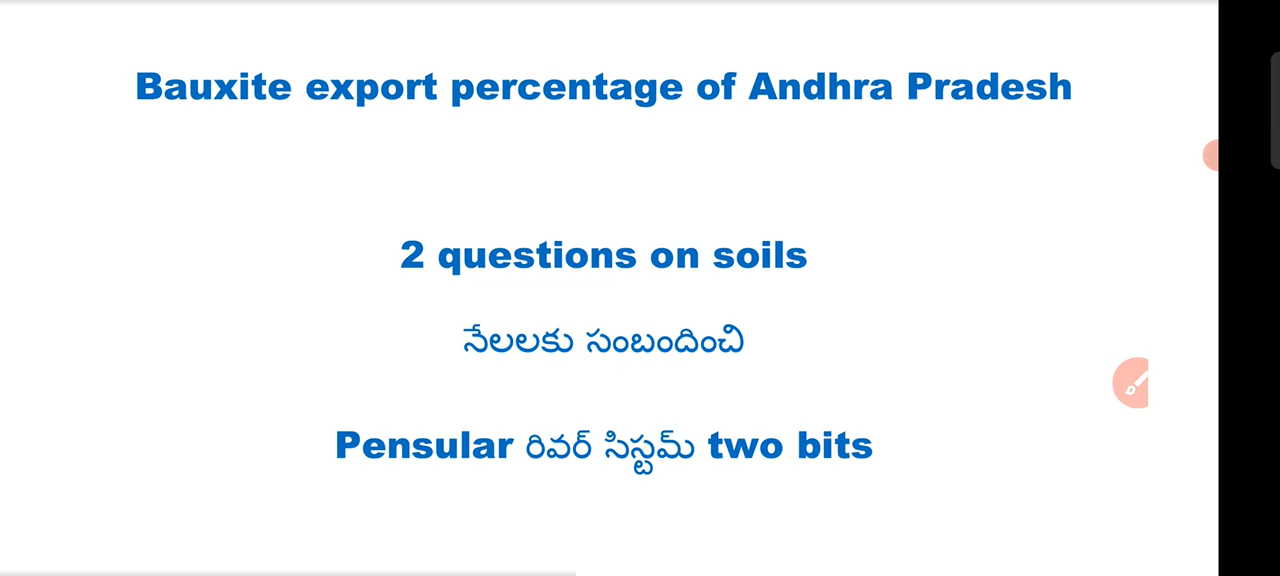 Bauxite export percentage of Andhra Pradesh
2 questions on soils
నేలలకు సంబందించి
Pensular రివర్ సిస్టమ్ two bits